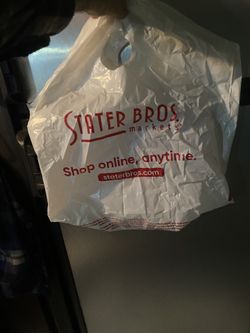 STATER BROS.
markets
Shop online, anytime.
staterbros.com